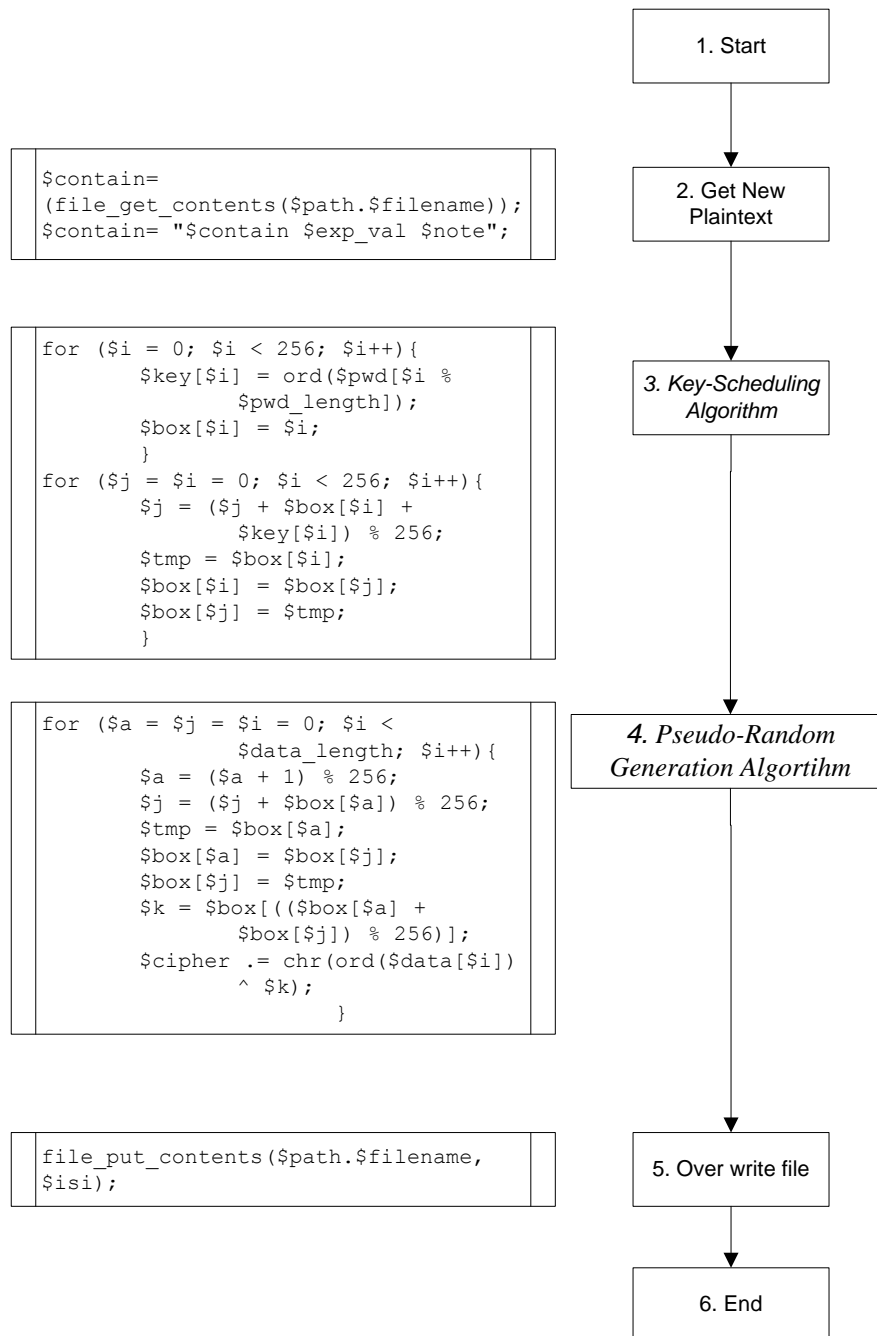 1. Start
$contain=
(file_get_contents($path.$filename));
$contain= "$contain $exp_val $note";
2. Get New
Plaintext
for ($i = 0; $i < 256; $i++){
$key[$i] = ord($pwd[$i %
$pwd_length]);
$box[$i] = $i;
}
for ($j = $i = 0; $i < 256; $i++){
$j = ($j + $box[$i] +
$key[$i]) % 256;
$tmp = $box[$i];
$box[$i] = $box[$j];
$box[$j] = $tmp;
}
3. Key-Scheduling
Algorithm
for ($a = $j = $i = 0; $i <
$data_length; $i++){
$a = ($a + 1) % 256;
$j = ($j + $box[$a]) % 256;
$tmp = $box[$a];
$box[$a] = $box[$j];
$box[$j] = $tmp;
$k = $box[(($box[$a] +
$box[$j]) % 256)];
$cipher .= chr(ord($data[$i])
^ $k);
}
4. Pseudo-Random
Generation Algortihm
file_put_contents($path.$filename,
$isi);
5. Over write file
6. End